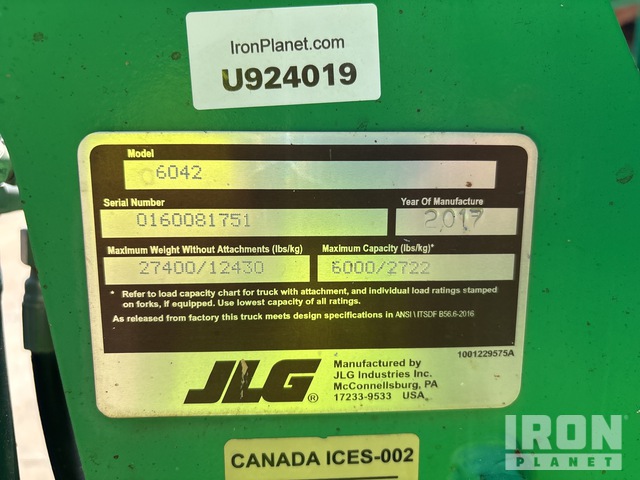 IronPlanet.com
U924019
Model
6042
Serial Number
0160081751
Year Of Manufacture
2017
Maximum Weight Without Attachments (lbs/kg)
27400/12430
Maximum Capacity (lbs/kg)*
6000/2722
* Refer to load capacity chart for truck with attachment, and individual load ratings stamped
on forks, if equipped. Use lowest capacity of all ratings.
As released from factory this truck meets design specifications in ANSI \ ITSDF B56.6-2016
1001229575A
JLG®
Manufactured by
JLG Industries Inc.
McConnellsburg, PA
17233-9533 USA
CANADA ICES-002
IRON
PLANET